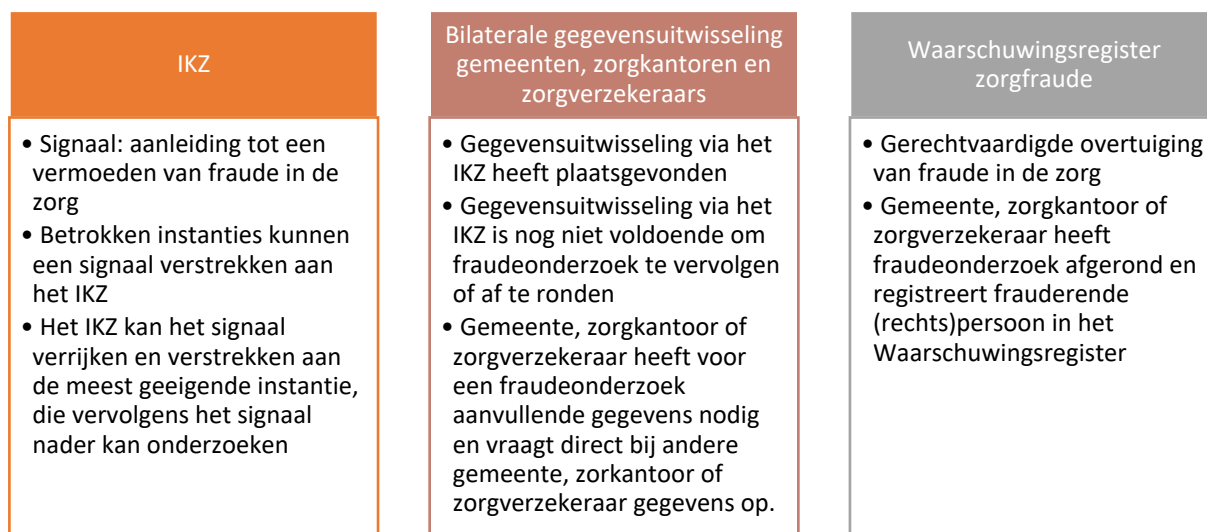 IKZ
• Signaal: aanleiding tot een
vermoeden van fraude in de
zorg
• Betrokken instanties kunnen
een signaal verstrekken aan
het IKZ
• Het IKZ kan het signaal
verrijken en verstrekken aan
de meest geeigende instantie,
die vervolgens het signaal
nader kan onderzoeken
Bilaterale gegevensuitwisseling
gemeenten, zorgkantoren en
zorgverzekeraars
• Gegevensuitwisseling via het
IKZ heeft plaatsgevonden
• Gegevensuitwisseling via het
IKZ is nog niet voldoende om
fraudeonderzoek te vervolgen
of af te ronden
• Gemeente, zorgkantoor of
zorgverzekeraar heeft voor
een fraudeonderzoek
aanvullende gegevens nodig
en vraagt direct bij andere
gemeente, zorkantoor of
zorgverzekeraar gegevens op.
Waarschuwingsregister
zorgfraude
• Gerechtvaardigde overtuiging
van fraude in de zorg
• Gemeente, zorgkantoor of
zorgverzekeraar heeft
fraudeonderzoek afgerond en
registreert frauderende
(rechts)persoon in het
Waarschuwingsregister